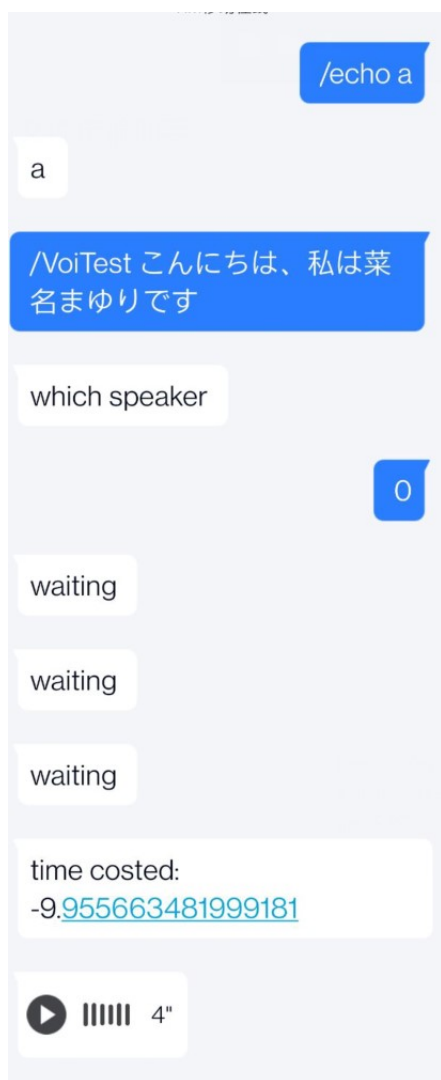 /echo a
a
/VoiTest こんにちは、私は菜
名まゆりです
which speaker
0
waiting
waiting
waiting
time costed:
-9.955663481999181
4"